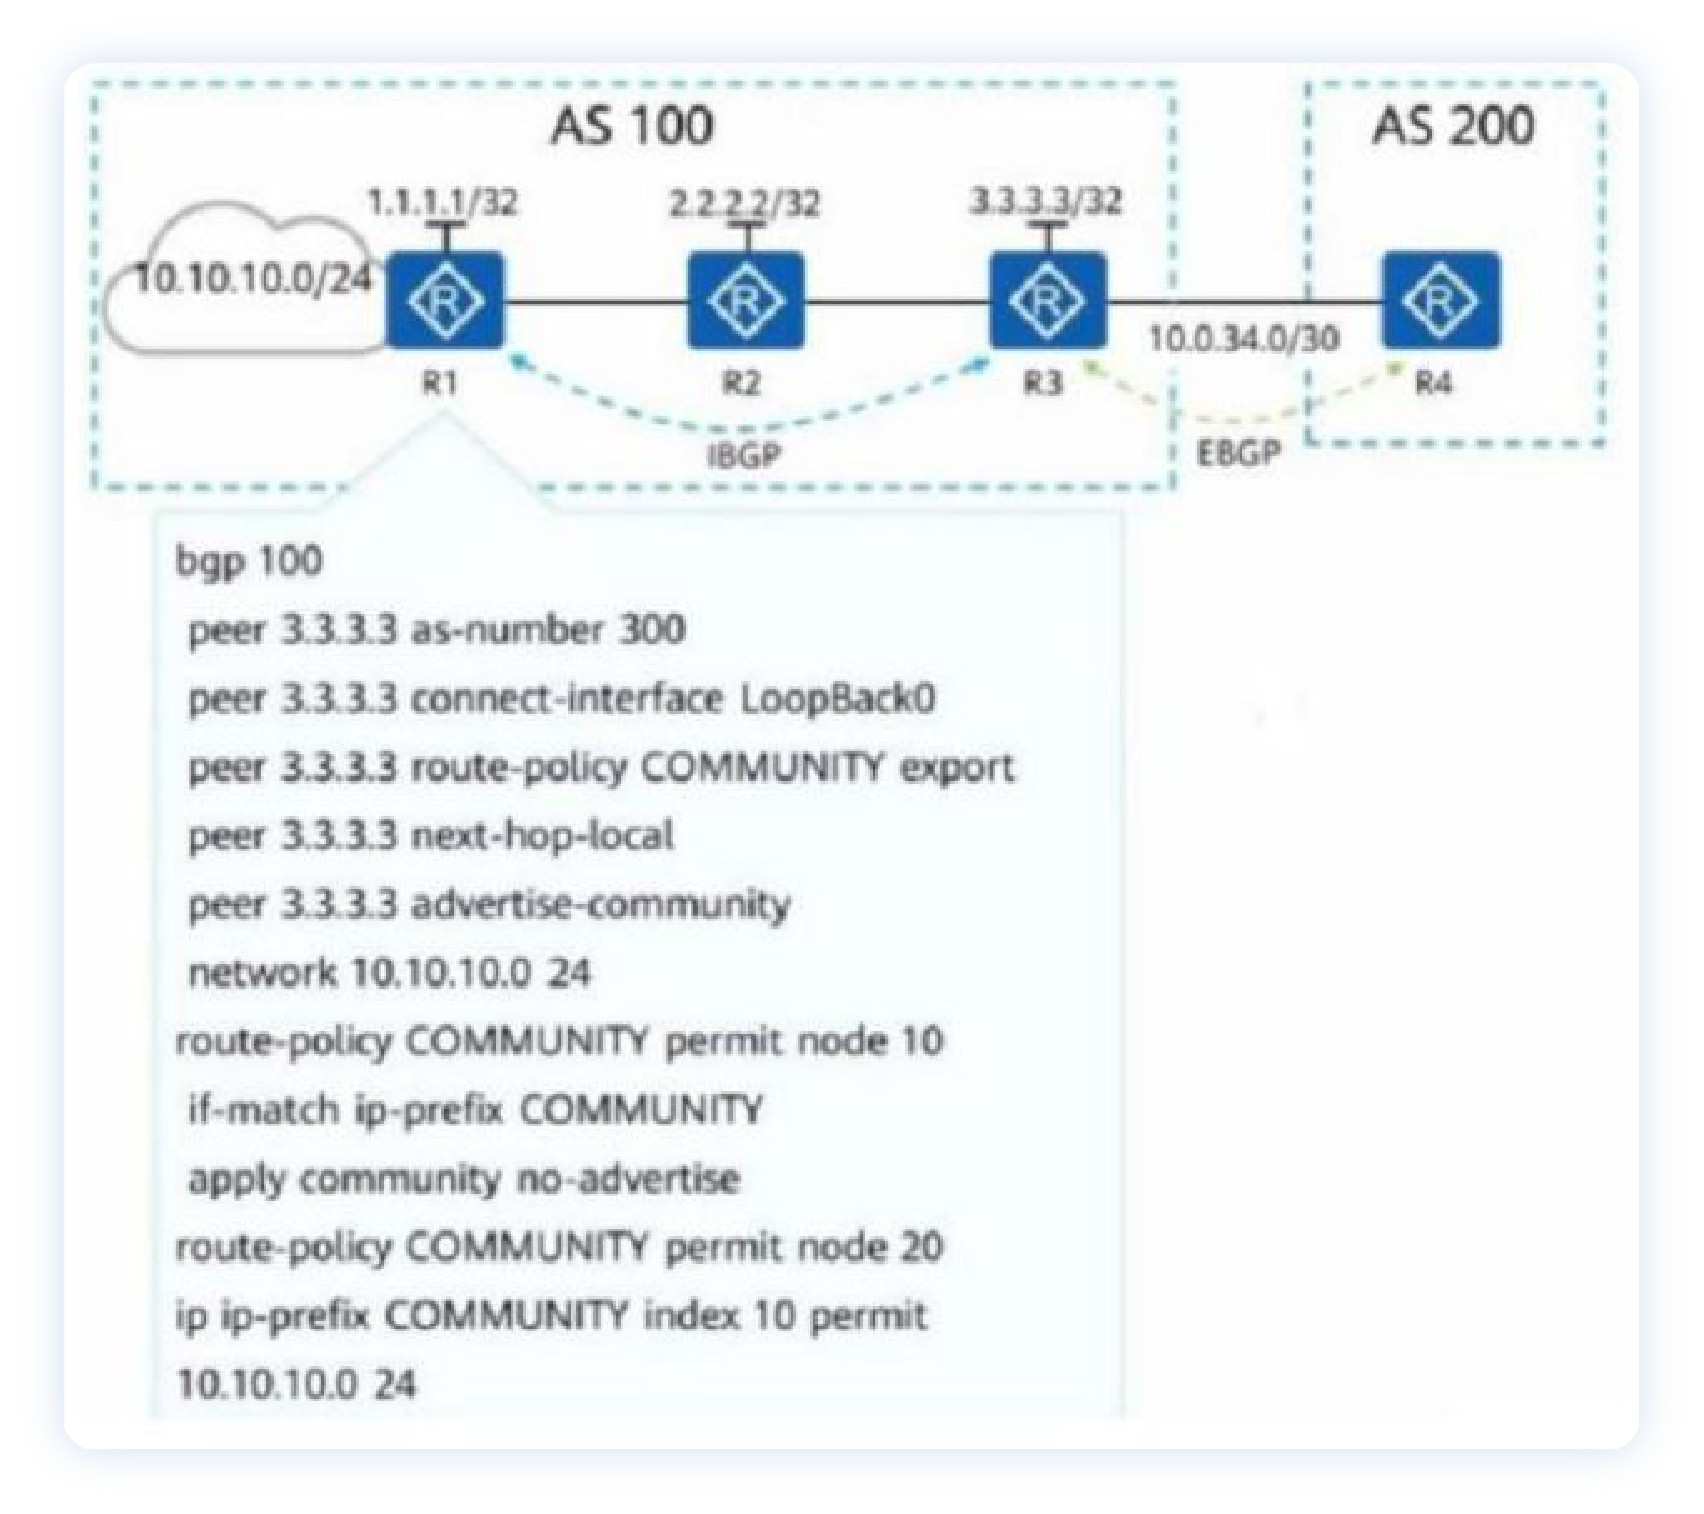 AS 100
AS 200
1.1.1.1/32
2.2.2.2/32
3.3.3.3/32
10.10.10.0/24
R
R
R
R
10.0.34.0/30
R1
R2
R3
R4
IBGP
EBGP
bgp 100
peer 3.3.3.3 as-number 300
peer 3.3.3.3 connect-interface LoopBack0
peer 3.3.3.3 route-policy COMMUNITY export
peer 3.3.3.3 next-hop-local
peer 3.3.3.3 advertise-community
network 10.10.10.0 24
route-policy COMMUNITY permit node 10
if-match ip-prefix COMMUNITY
apply community no-advertise
route-policy COMMUNITY permit node 20
ip ip-prefix COMMUNITY index 10 permit
10.10.10.0 24